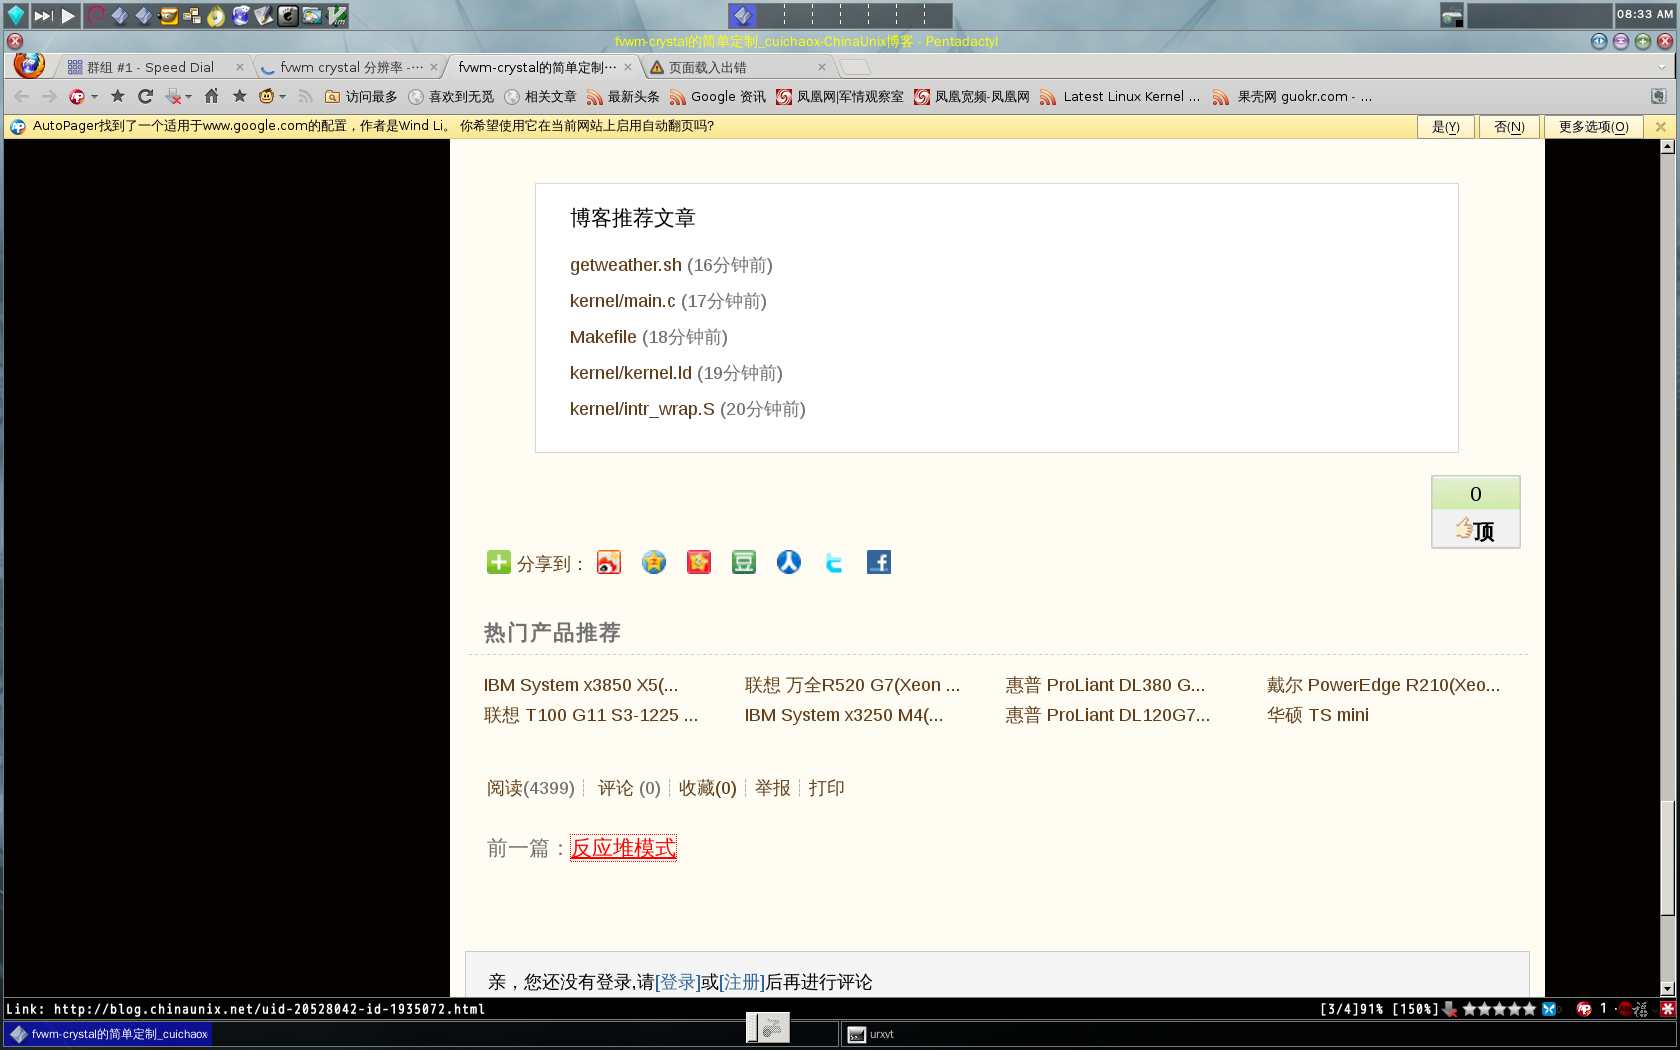 08:33 AM
fvwm-crystal的简单定制_cuichaox-ChinaUnix博客 - Pentadactyl
群组 #1 - Speed Dial
fvwm crystal 分辨率 -···
fvwm-crystal的简单定制···
页面载入出错
访问最多
喜欢到无觅
相关文章
最新头条
Google 资讯
凤凰网|军情观察室
凤凰宽频-凤凰网
Latest Linux Kernel ...
果壳网 guokr.com - ...
AutoPager找到了一个适用于www.google.com的配置，作者是Wind Li。 你希望使用它在当前网站上启用自动翻页吗?
是(Y)
否(N)
更多选项(O)
博客推荐文章
getweather.sh (16分钟前)
kernel/main.c (17分钟前)
Makefile (18分钟前)
kernel/kernel.ld (19分钟前)
kernel/intr_wrap.S (20分钟前)
0
顶
分享到：
豆
热门产品推荐
IBM System x3850 X5(...
联想 万全R520 G7(Xeon ...
惠普 ProLiant DL380 G...
戴尔 PowerEdge R210(Xeo...
联想 T100 G11 S3-1225 ...
IBM System x3250 M4(...
惠普 ProLiant DL120G7...
华硕 TS mini
阅读(4399)
评论 (0)
收藏(0)
举报
打印
前一篇：反应堆模式
亲，您还没有登录,请[登录]或[注册]后再进行评论
Link: http://blog.chinaunix.net/uid-20528042-id-1935072.html
[3/4]91% [150%]
1
fvwm-crystal的简单定制_cuichaox
urxvt